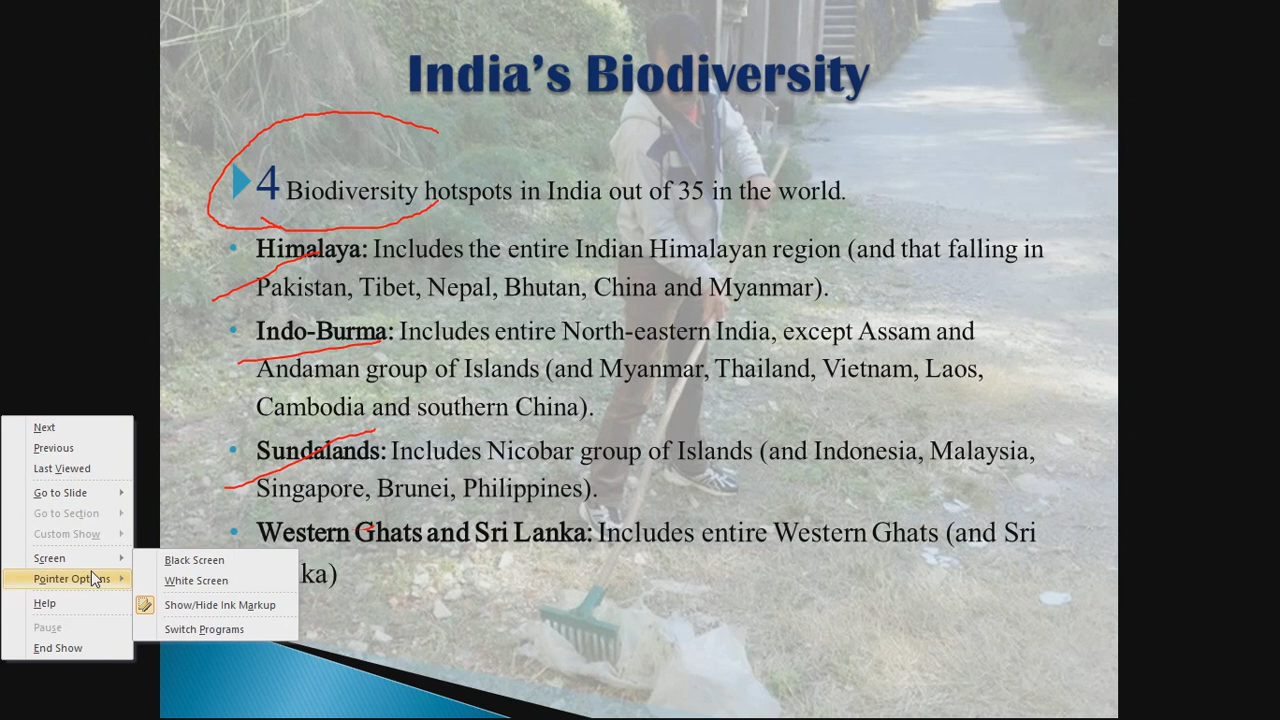 India's Biodiversity
4 Biodiversity hotspots in India out of 35 in the world.
• Himalaya: Includes the entire Indian Himalayan region (and that falling in
Pakistan, Tibet, Nepal, Bhutan, China and Myanmar).
• Indo-Burma: Includes entire North-eastern India, except Assam and
Andaman group of Islands (and Myanmar, Thailand, Vietnam, Laos,
Cambodia and southern China).
• Sundalands: Includes Nicobar group of Islands (and Indonesia, Malaysia,
Singapore, Brunei, Philippines).
• Western Ghats and Sri Lanka: Includes entire Western Ghats (and Sri
ka)
Next
Previous
Last Viewed
Go to Slide
Go to Section
Custom Show
Screen
Pointer Options
Help
Pause
End Show
Black Screen
White Screen
Show/Hide Ink Markup
Switch Programs